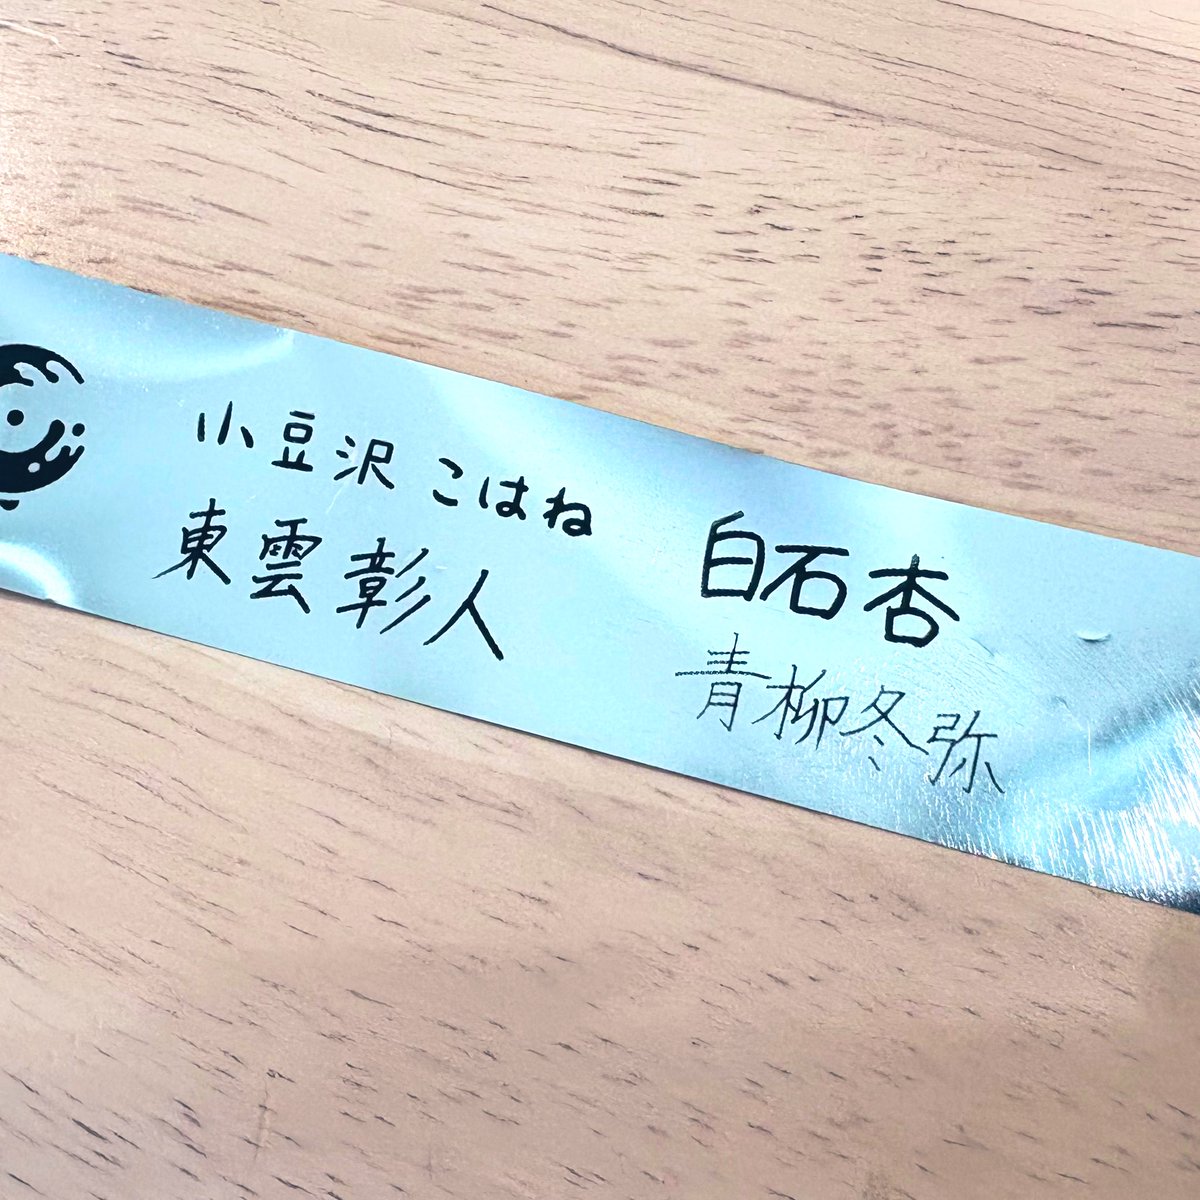 小豆沢 こはね
東雲彰人
白石杏
青柳冬弥